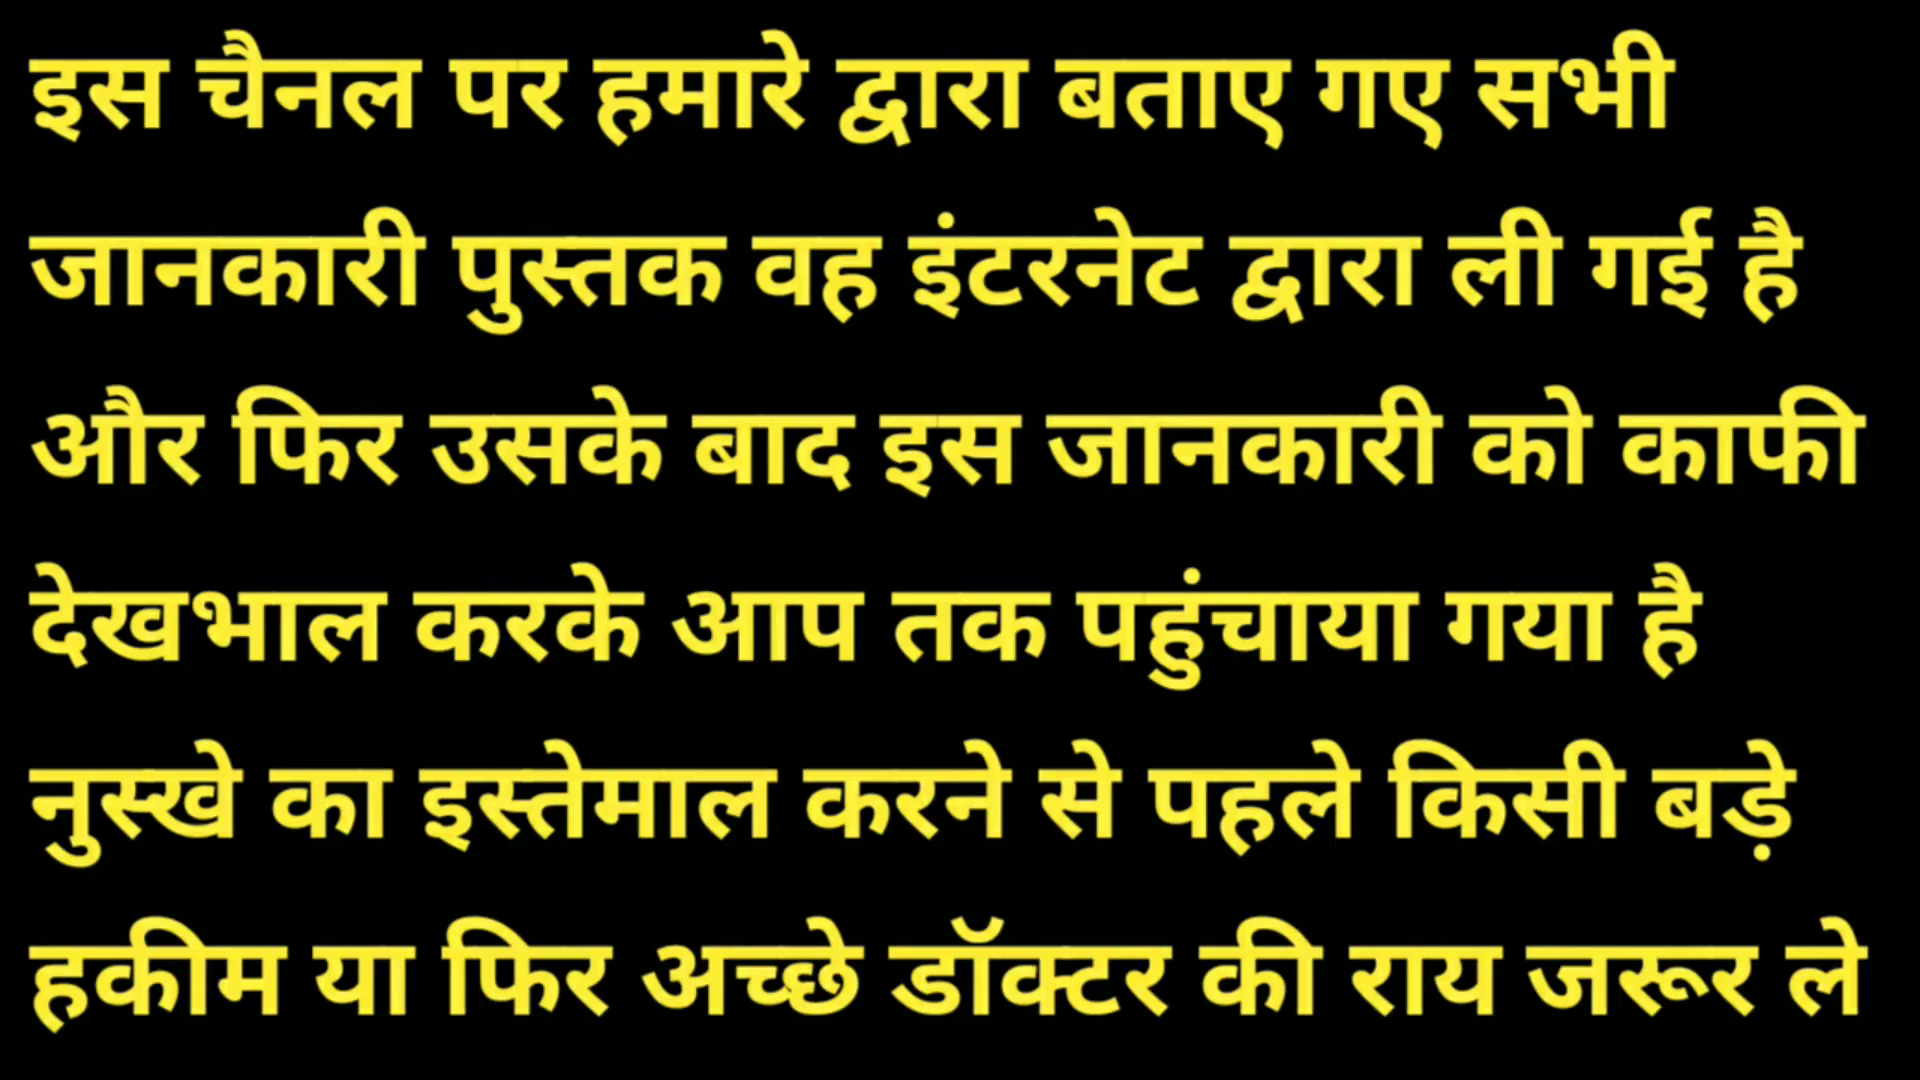 इस चैनल पर हमारे द्वारा बताए गए सभी
जानकारी पुस्तक वह इंटरनेट द्वारा ली गई है
और फिर उसके बाद इस जानकारी को काफी
देखभाल करके आप तक पहुंचाया गया है
नुस्खे का इस्तेमाल करने से पहले किसी बड़े
हकीम या फिर अच्छे डॉक्टर की राय जरूर ले